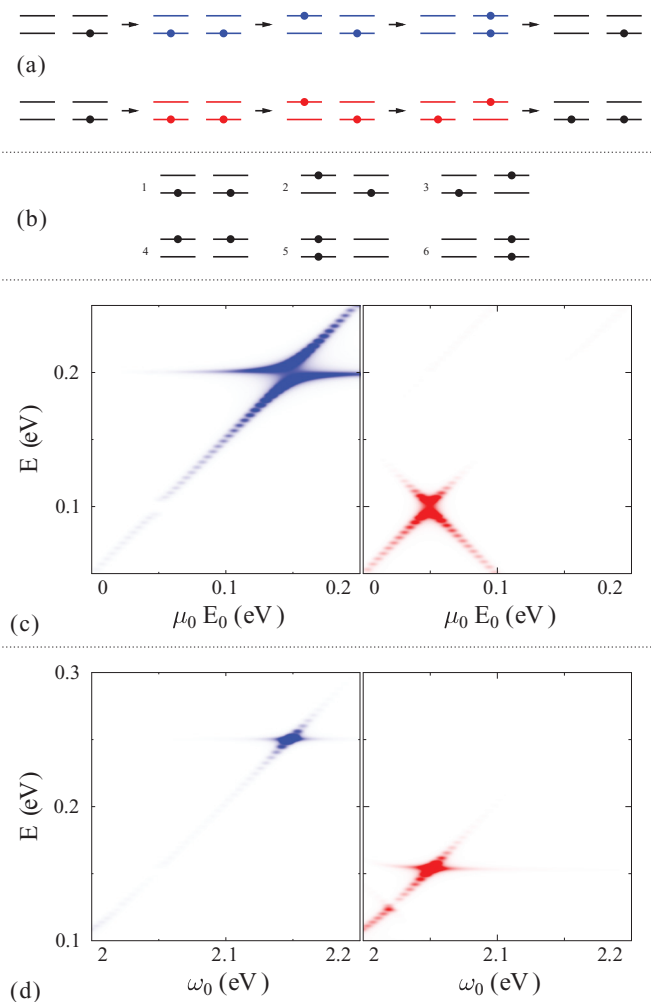 (a)
1 2 3
(b)
4 5 6
0.2
E (eV)
0.1
0 0.1 0.2 0 0.1 0.2
(c) μ₀ E₀ (eV) μ₀ E₀ (eV)
0.3
E (eV)
0.2
0.1
2 2.1 2.2 2 2.1 2.2
(d) ω₀ (eV) ω₀ (eV)